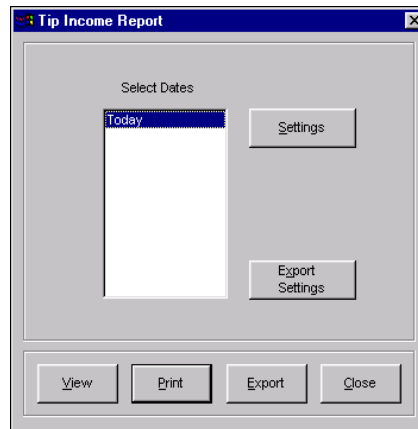 Tip Income Report
Select Dates
Today
Settings
Export
Settings
View
Print
Export
Close